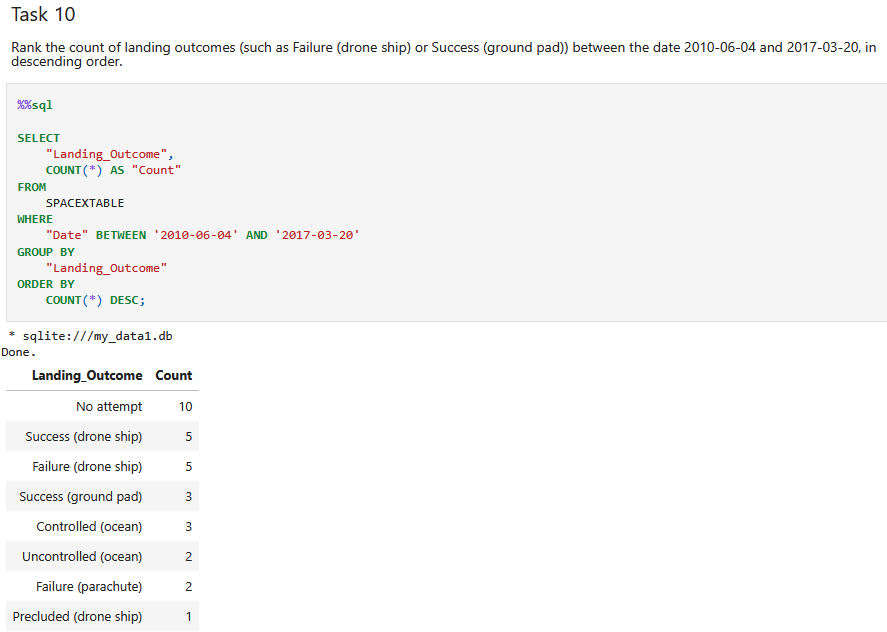 Task 10
Rank the count of landing outcomes (such as Failure (drone ship) or Success (ground pad)) between the date 2010-06-04 and 2017-03-20, in
descending order.
%%sql
SELECT
"Landing_Outcome",
COUNT(*) AS "Count"
FROM
SPACEXTABLE
WHERE
"Date" BETWEEN '2010-06-04' AND '2017-03-20'
GROUP BY
"Landing_Outcome"
ORDER BY
COUNT(*) DESC;
* sqlite:///my_data1.db
Done.
Landing_Outcome Count
No attempt 10
Success (drone ship) 5
Failure (drone ship) 5
Success (ground pad) 3
Controlled (ocean) 3
Uncontrolled (ocean) 2
Failure (parachute) 2
Precluded (drone ship) 1